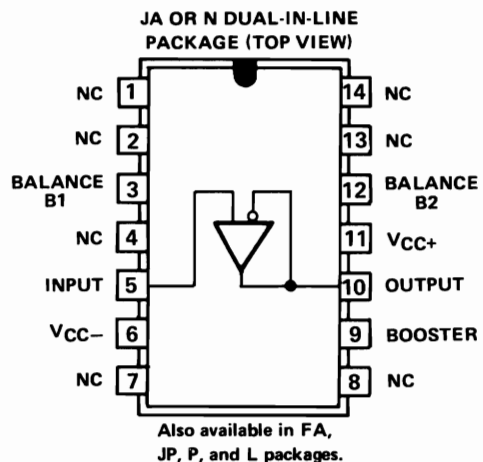 JA OR N DUAL-IN-LINE
PACKAGE (TOP VIEW)
NC 1 14 NC
NC 2 13 NC
BALANCE B1 3 12 BALANCE B2
NC 4 11 VCC+
INPUT 5 10 OUTPUT
VCC− 6 9 BOOSTER
NC 7 8 NC
Also available in FA,
JP, P, and L packages.